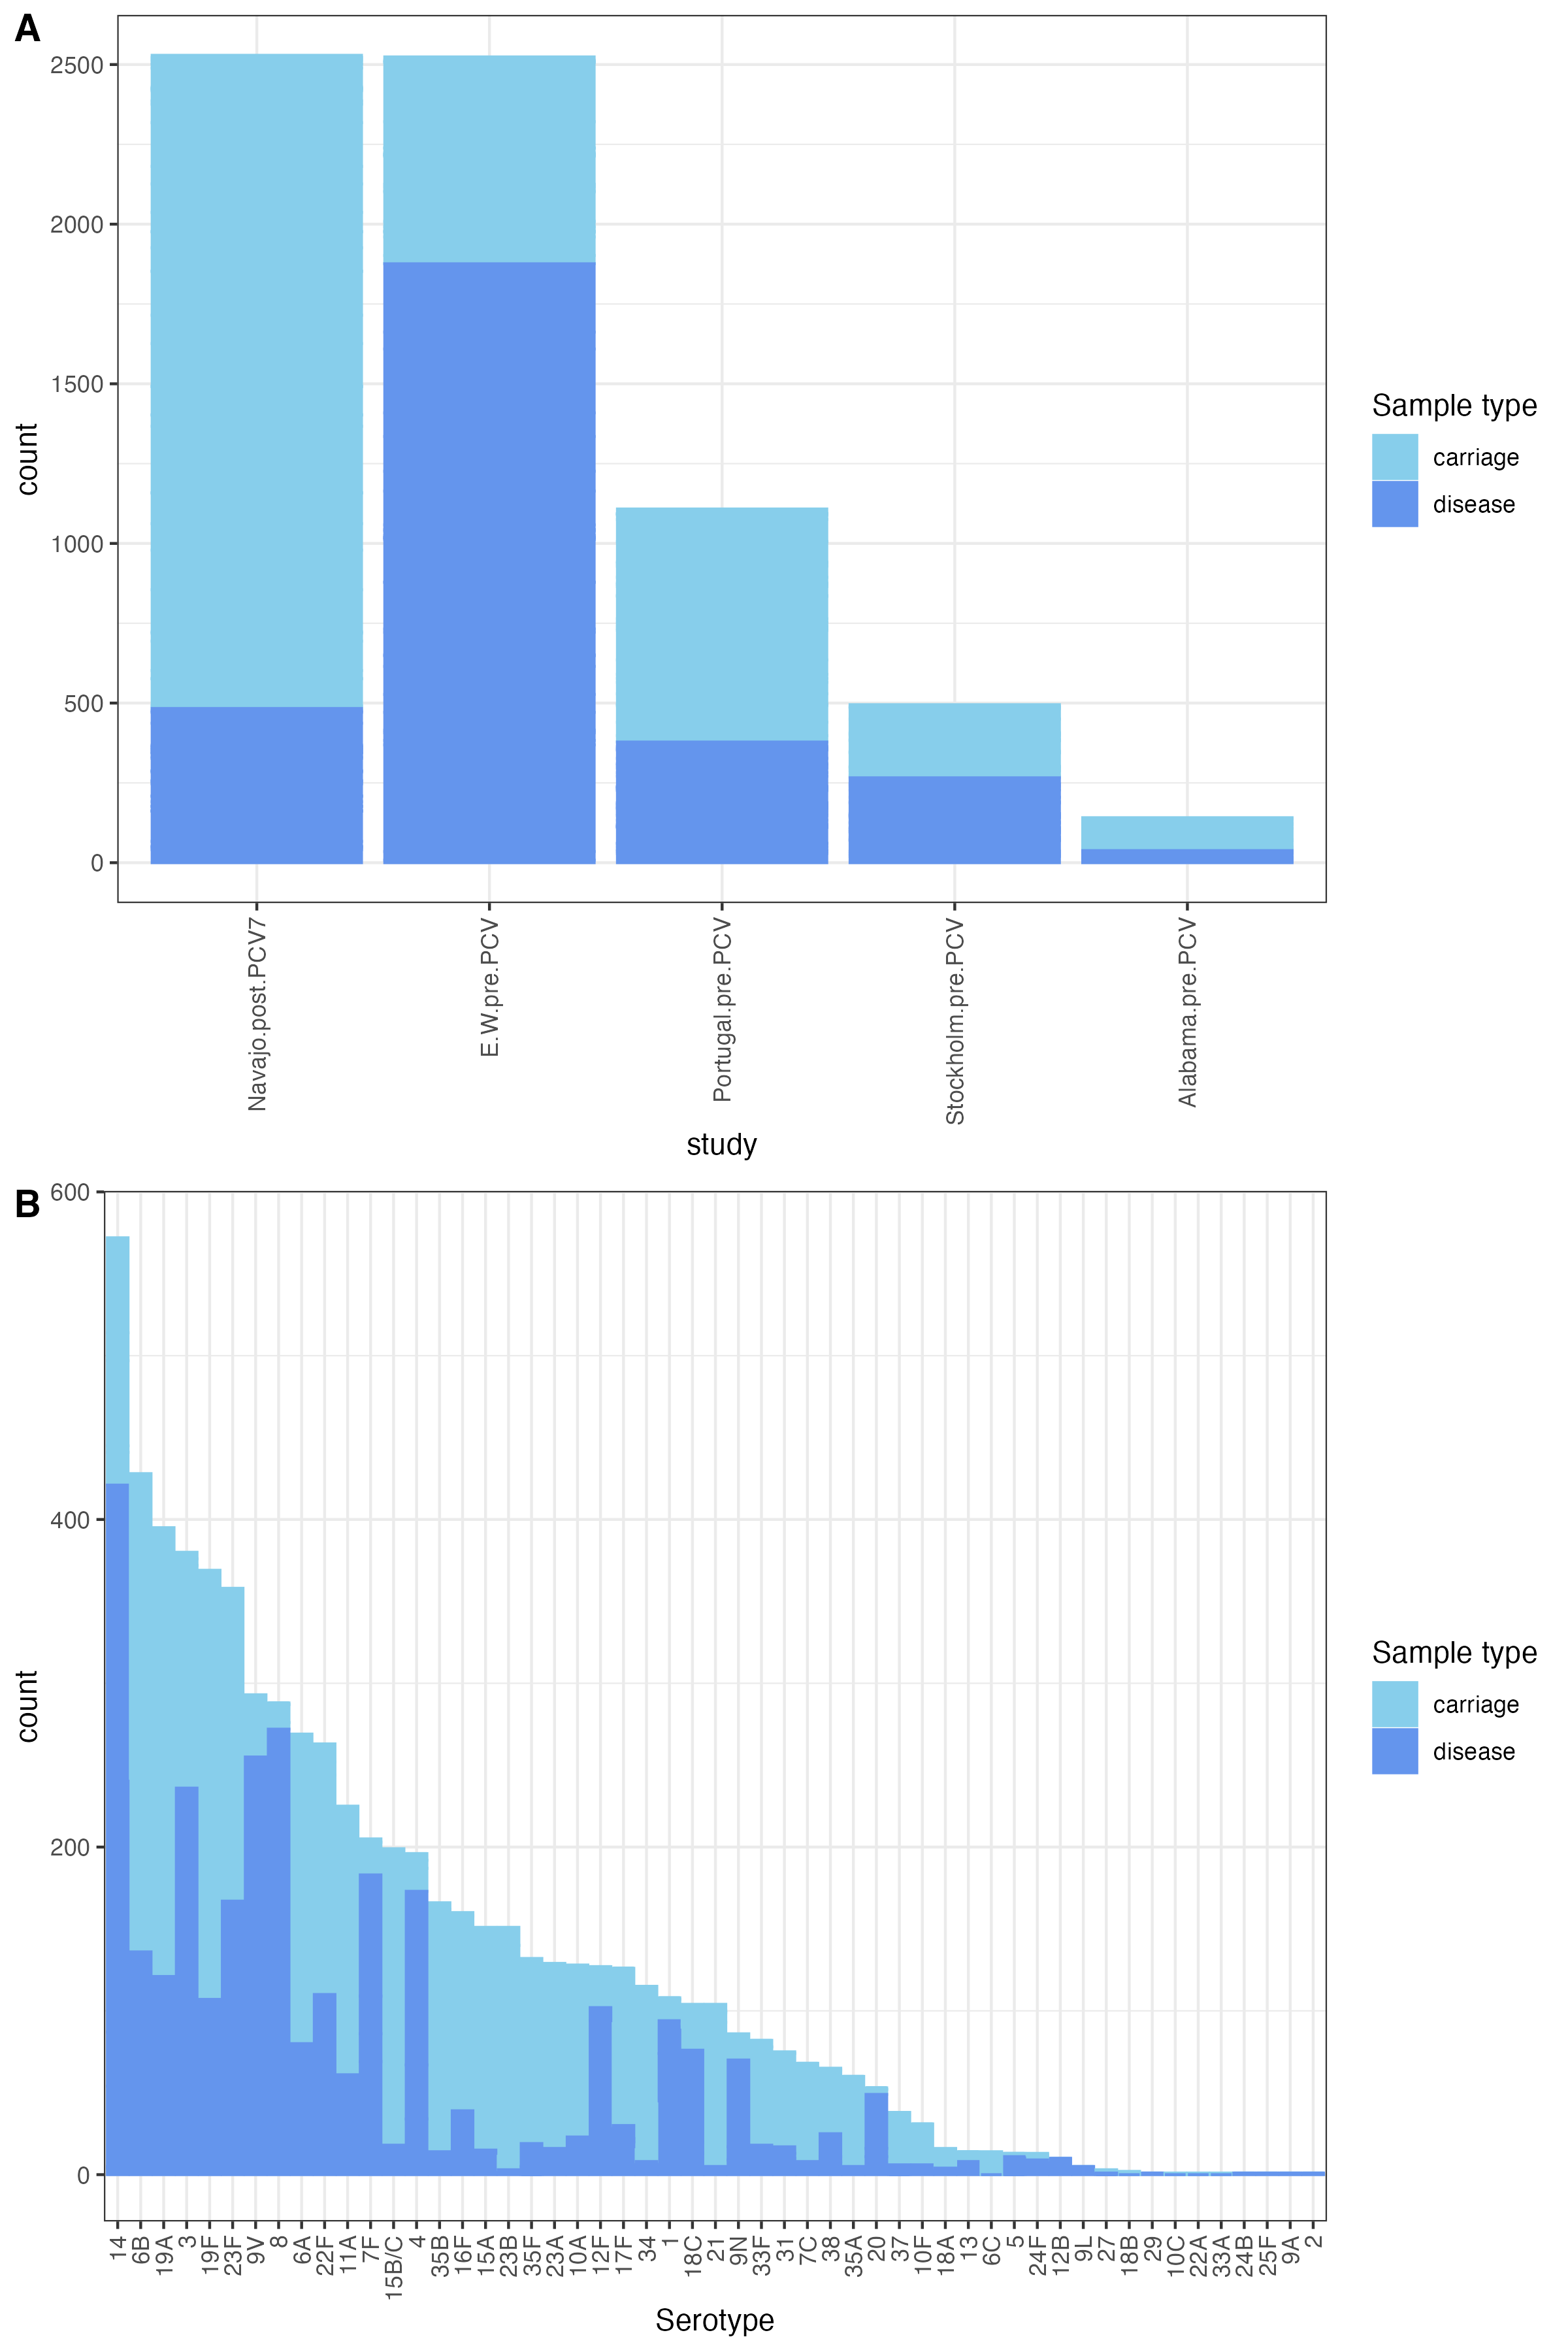 A
2500
2000
1500
1000
500
0
count
Navajo.post.PCV7
E.W.pre.PCV
Portugal.pre.PCV
Stockholm.pre.PCV
Alabama.pre.PCV
study
Sample type
carriage
disease
B
600
400
200
0
count
14
6B
19A
3
19F
23F
9V
8
6A
22F
11A
7F
15B/C
4
35B
16F
15A
23B
35F
23A
10A
12F
17F
34
1
18C
21
9N
33F
31
7C
38
35A
20
37
10F
18A
13
6C
5
24F
12B
9L
27
18B
29
10C
22A
33A
24B
25F
9A
2
Serotype
Sample type
carriage
disease